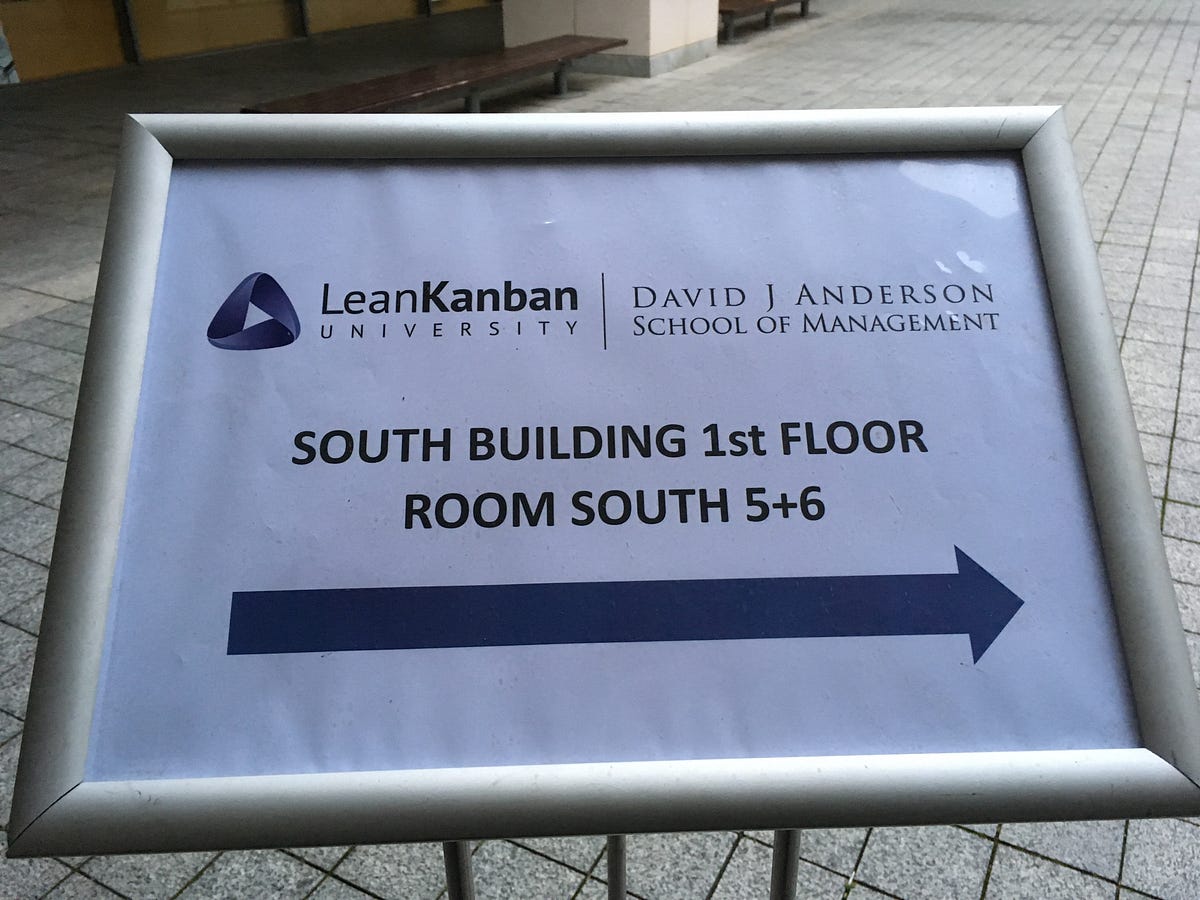 LeanKanban
UNIVERSITY
DAVID J ANDERSON
SCHOOL OF MANAGEMENT
SOUTH BUILDING 1st FLOOR
ROOM SOUTH 5+6